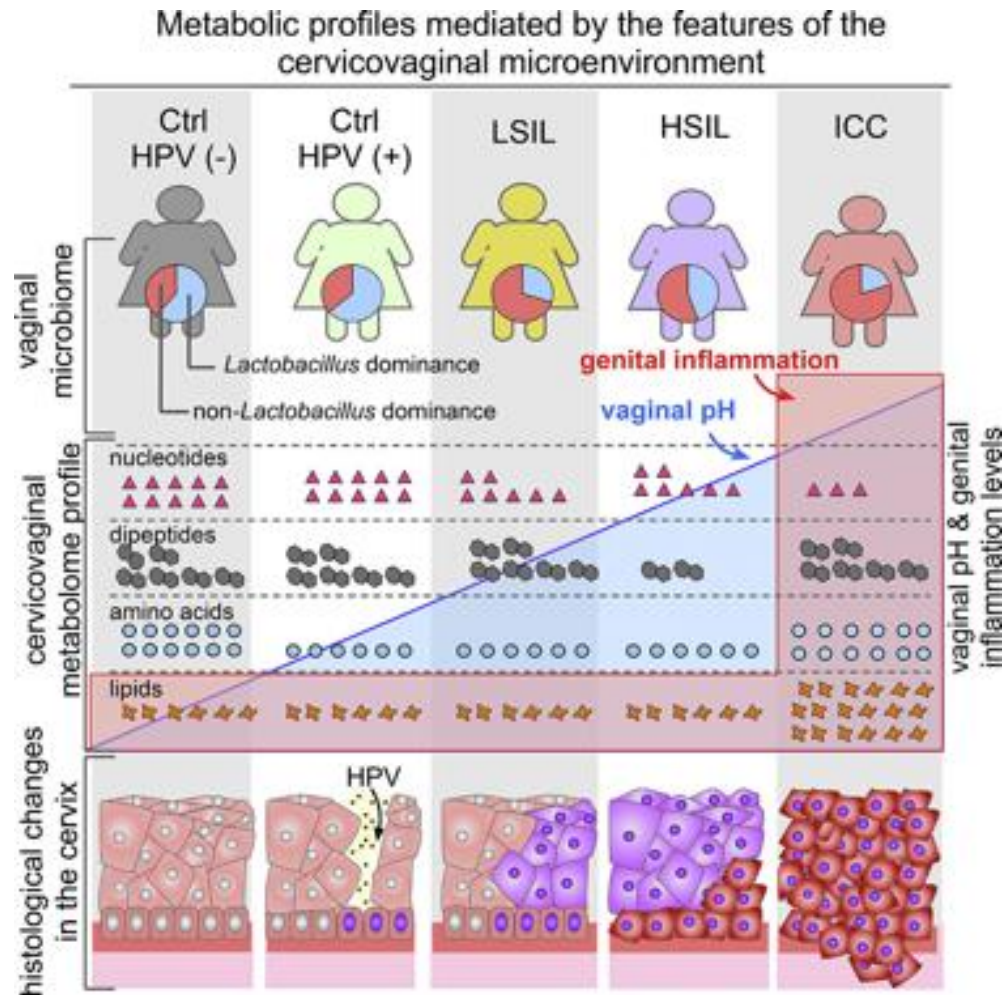 Metabolic profiles mediated by the features of the
cervicovaginal microenvironment
Ctrl
HPV (-)
Ctrl
HPV (+)
LSIL
HSIL
ICC
vaginal
microbiome
Lactobacillus dominance
non-Lactobacillus dominance
genital inflammation
vaginal pH
cervicovaginal
metabolome profile
nucleotides
dipeptides
amino acids
lipids
vaginal pH & genital
inflammation levels
histological changes
in the cervix
HPV